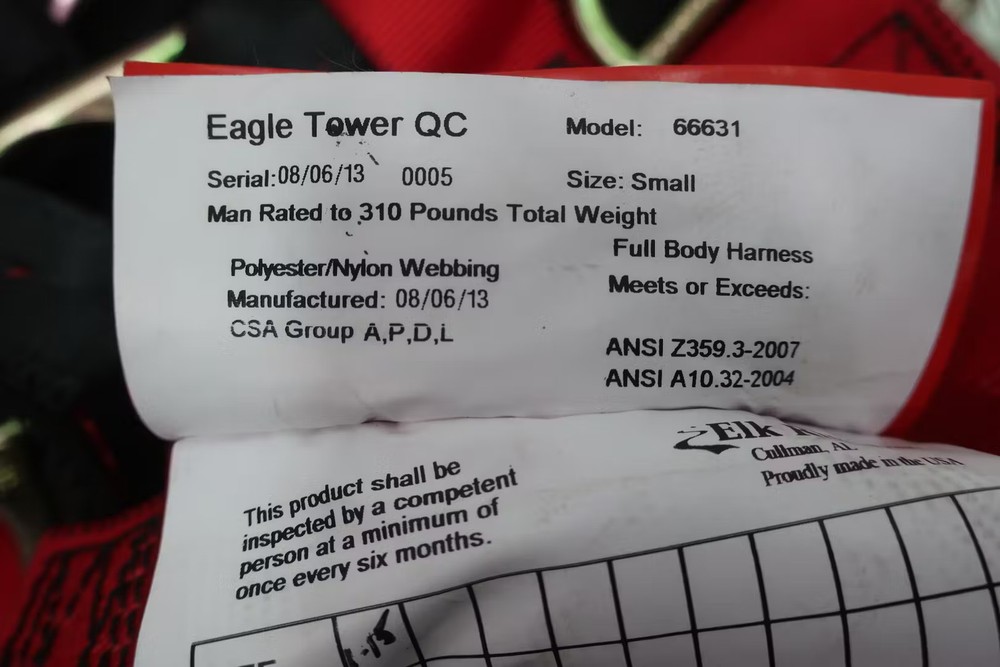 Eagle Tower QC
Model: 66631
Serial:08/06/13 0005
Size: Small
Man Rated to 310 Pounds Total Weight
Full Body Harness
Polyester/Nylon Webbing
Meets or Exceeds:
Manufactured: 08/06/13
CSA Group A,P,D,L
ANSI Z359.3-2007
ANSI A10.32-2004
Elk
Cullman, AL
Proudly made in the USA
This product shall be
inspected by a competent
person at a minimum of
once every six months.